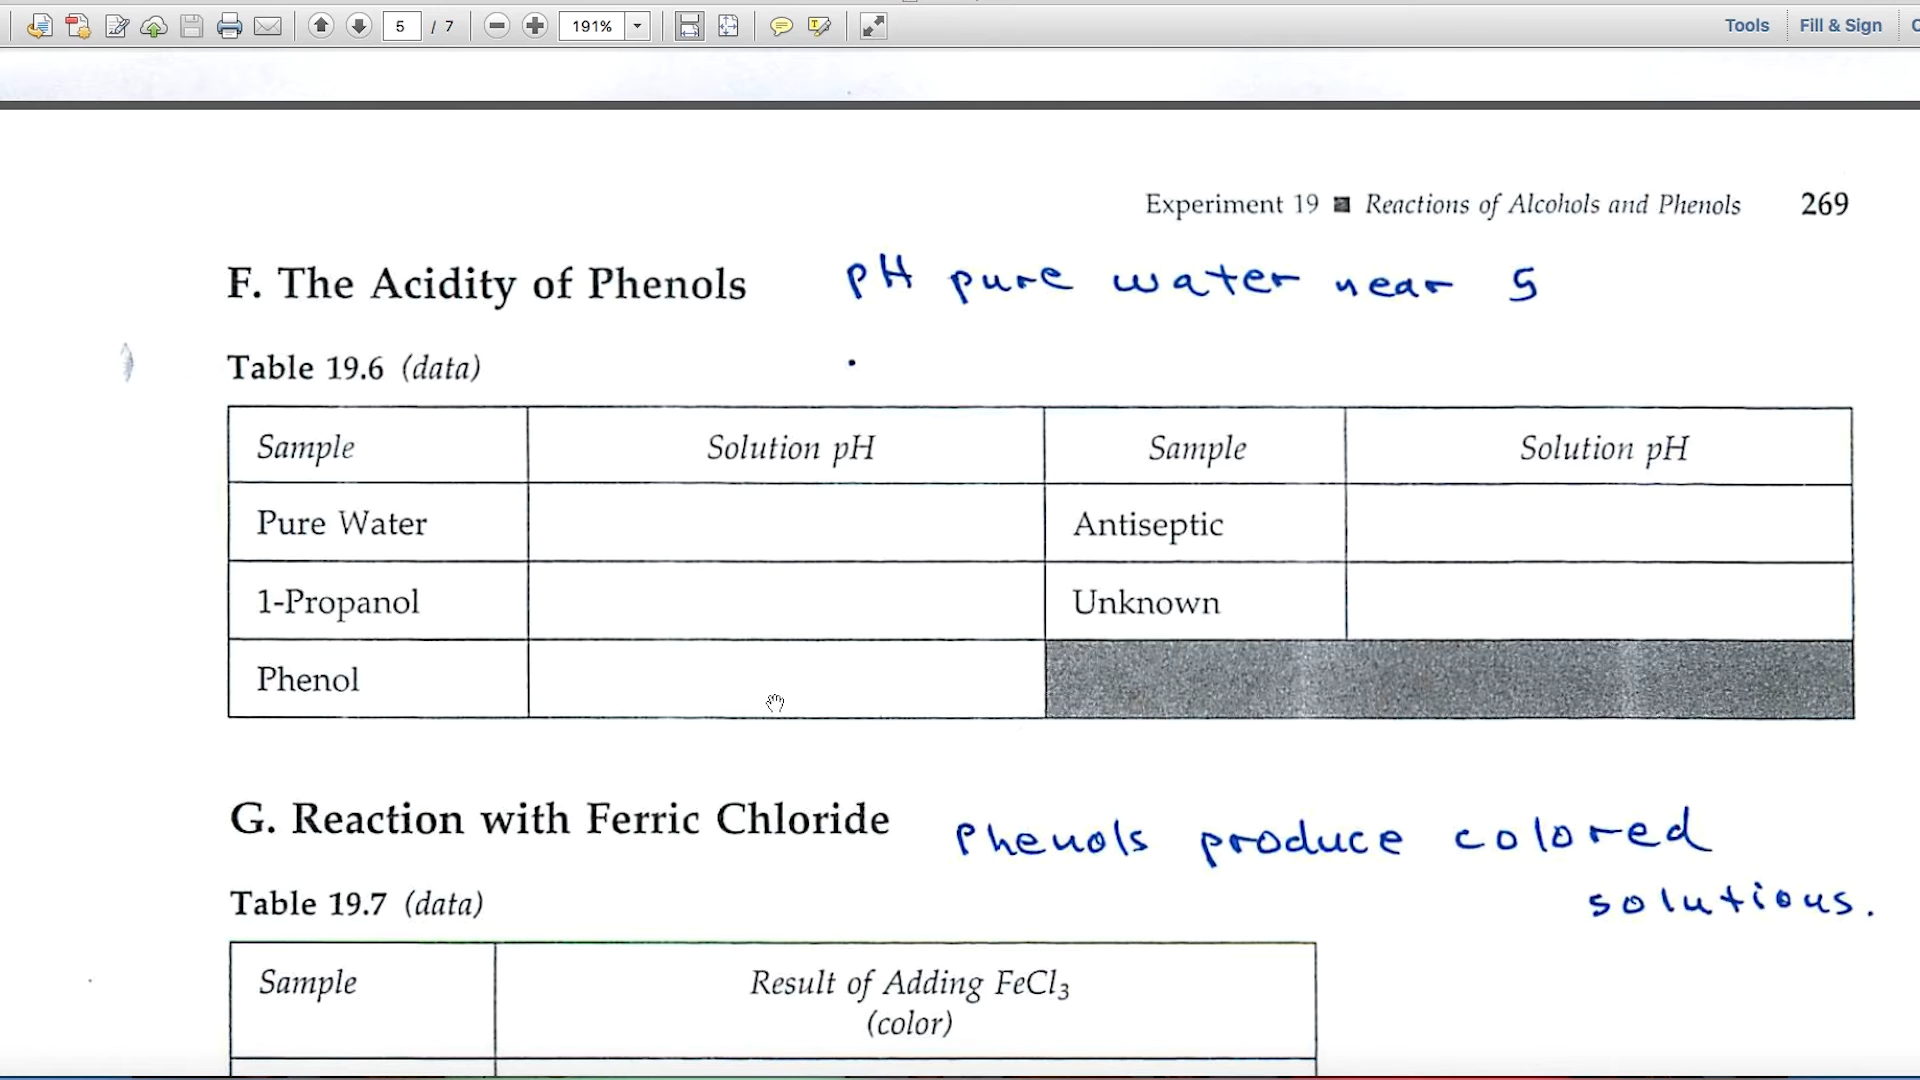 5 / 7
191%
Tools
Fill & Sign
Experiment 19 ■ Reactions of Alcohols and Phenols 269
F. The Acidity of Phenols
pH pure water near 5
Table 19.6 (data)
Sample Solution pH Sample Solution pH
Pure Water Antiseptic
1-Propanol Unknown
Phenol
G. Reaction with Ferric Chloride
Phenols produce colored
solutions.
Table 19.7 (data)
Sample Result of Adding FeCl₃
(color)